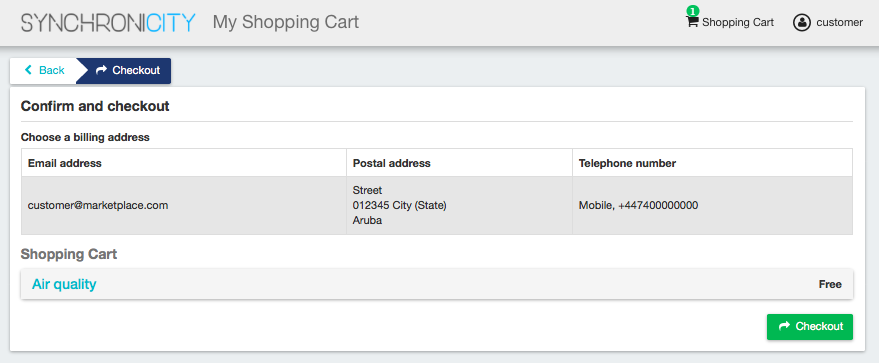 SYNCHRONICITY My Shopping Cart 1 Shopping Cart customer
Back Checkout
Confirm and checkout
Choose a billing address
Email address Postal address Telephone number
Street
customer@marketplace.com 012345 City (State) Mobile, +447400000000
Aruba
Shopping Cart
Air quality Free
Checkout